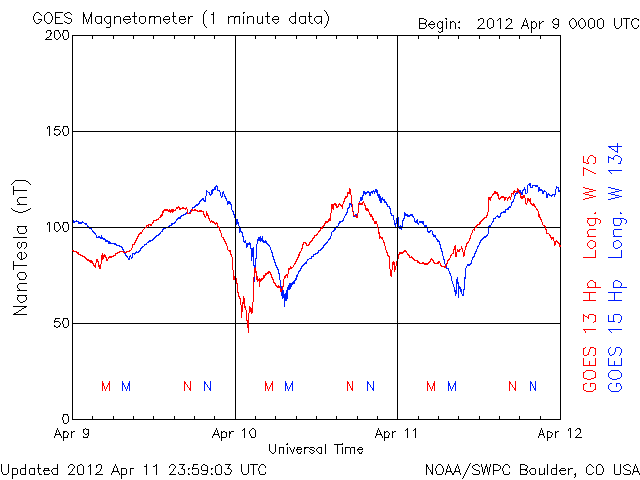 GOES Magnetometer (1 minute data)
Begin: 2012 Apr 9 0000 UTC
200
150
100
50
0
NanoTesla (nT)
M M N N M M N N M M N N
Apr 9 Apr 10 Apr 11 Apr 12
Universal Time
GOES 13 Hp Long. W 75
GOES 15 Hp Long. W 134
Updated 2012 Apr 11 23:59:03 UTC
NOAA/SWPC Boulder, CO USA